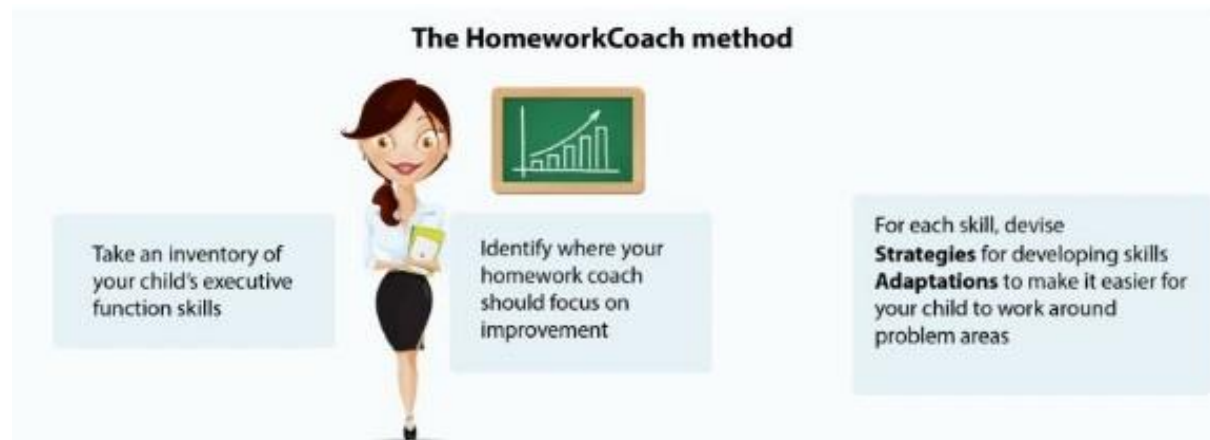 The HomeworkCoach method
Take an inventory of
your child's executive
function skills
Identify where your
homework coach
should focus on
improvement
For each skill, devise
Strategies for developing skills
Adaptations to make it easier for
your child to work around
problem areas